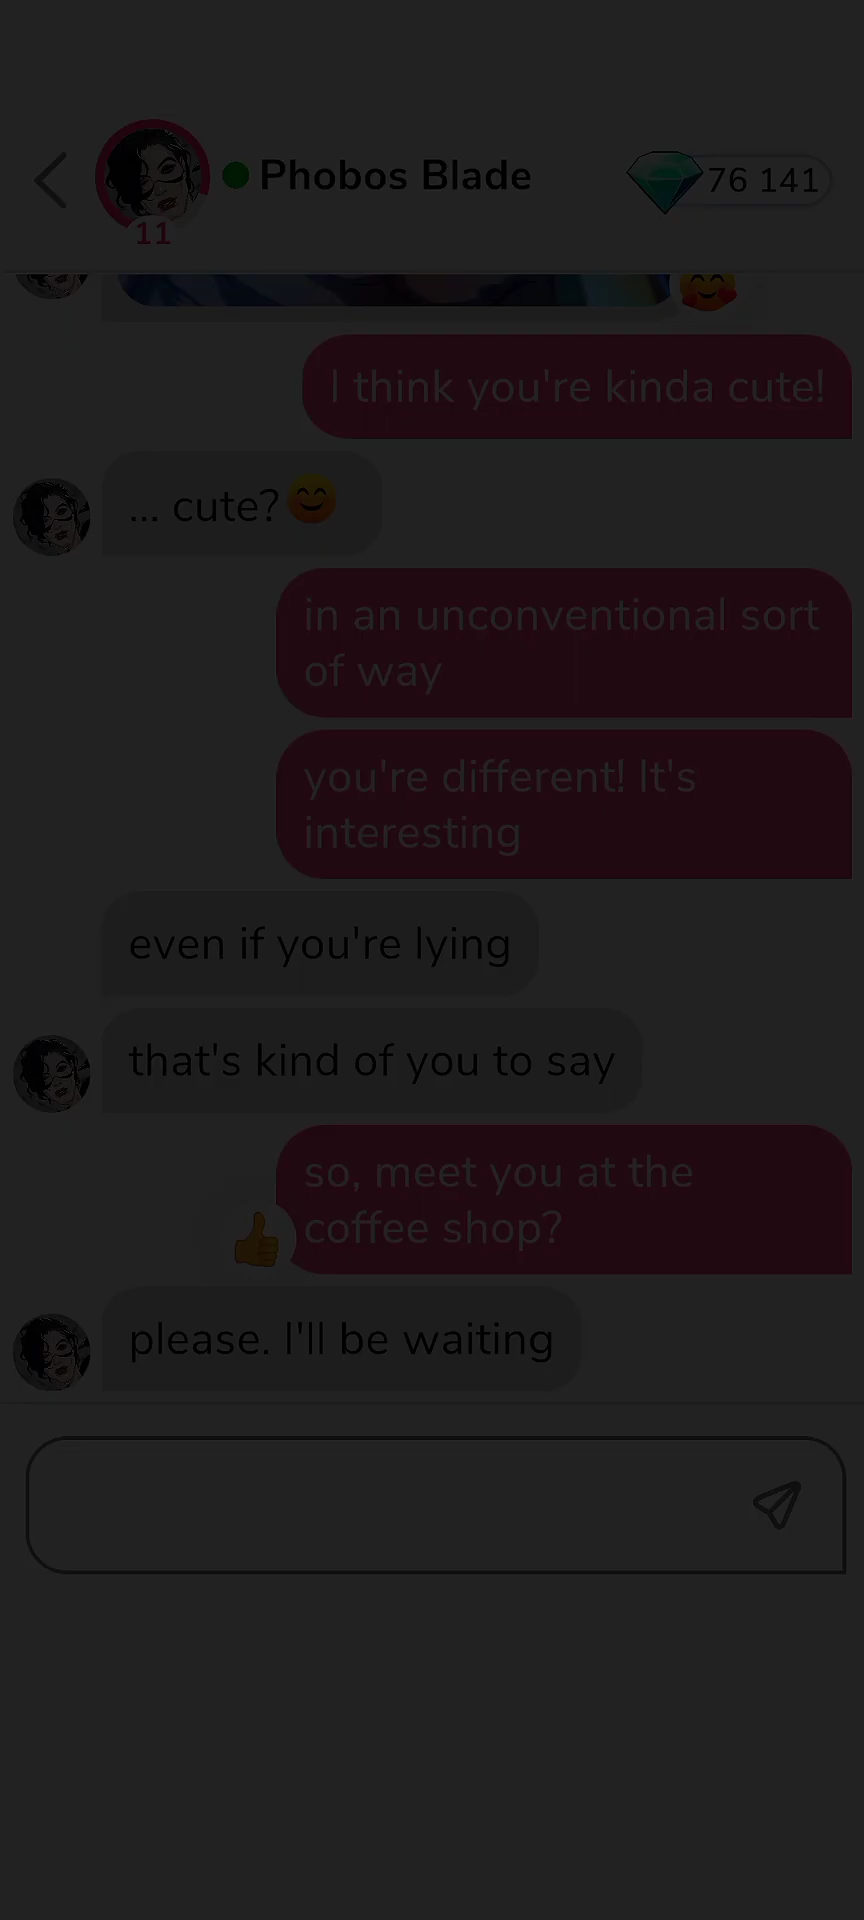 Phobos Blade
76 141
11
I think you're kinda cute!
... cute?😊
in an unconventional sort
of way
you're different! It's
interesting
even if you're lying
that's kind of you to say
so, meet you at the
coffee shop?
please. I'll be waiting